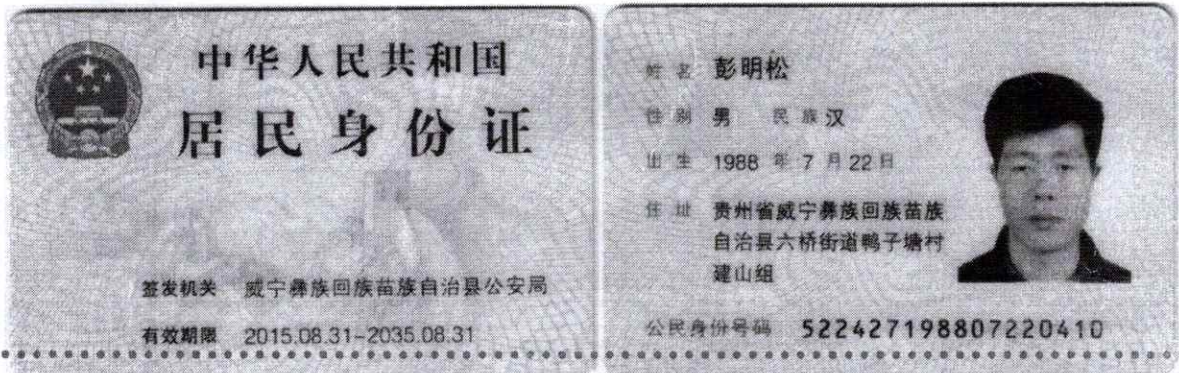 中华人民共和国
居民身份证
签发机关 威宁彝族回族苗族自治县公安局
有效期限 2015.08.31-2035.08.31
姓名 彭明松
性别 男 民族 汉
出生 1988 年 7 月 22 日
住址 贵州省威宁彝族回族苗族
自治县六桥街道鸭子塘村
建山组
公民身份号码 522427198807220410